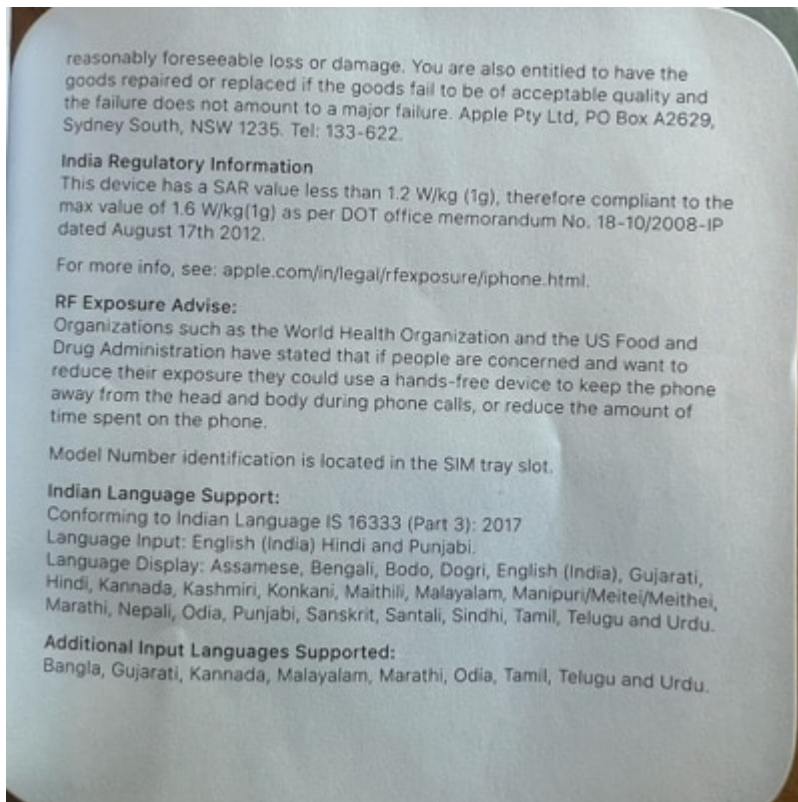 reasonably foreseeable loss or damage. You are also entitled to have the
goods repaired or replaced if the goods fail to be of acceptable quality and
the failure does not amount to a major failure. Apple Pty Ltd, PO Box A2629,
Sydney South, NSW 1235. Tel: 133-622.
India Regulatory Information
This device has a SAR value less than 1.2 W/kg (1g), therefore compliant to the
max value of 1.6 W/kg(1g) as per DOT office memorandum No. 18-10/2008-IP
dated August 17th 2012.
For more info, see: apple.com/in/legal/rfexposure/iphone.html.
RF Exposure Advise:
Organizations such as the World Health Organization and the US Food and
Drug Administration have stated that if people are concerned and want to
reduce their exposure they could use a hands-free device to keep the phone
away from the head and body during phone calls, or reduce the amount of
time spent on the phone.
Model Number identification is located in the SIM tray slot.
Indian Language Support:
Conforming to Indian Language IS 16333 (Part 3): 2017
Language Input: English (India) Hindi and Punjabi.
Language Display: Assamese, Bengali, Bodo, Dogri, English (India), Gujarati,
Hindi, Kannada, Kashmiri, Konkani, Maithili, Malayalam, Manipuri/Meitei/Meithei,
Marathi, Nepali, Odia, Punjabi, Sanskrit, Santali, Sindhi, Tamil, Telugu and Urdu.
Additional Input Languages Supported:
Bangla, Gujarati, Kannada, Malayalam, Marathi, Odia, Tamil, Telugu and Urdu.